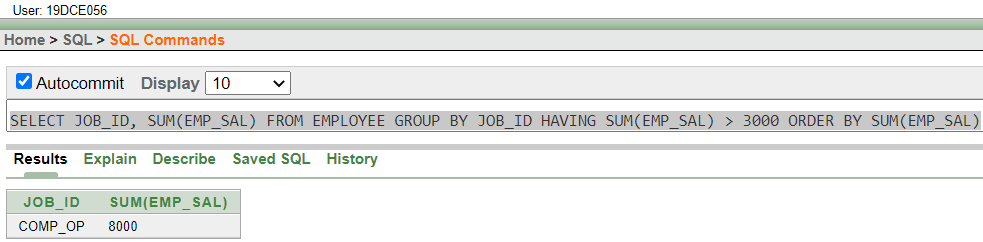 User: 19DCE056
Home > SQL > SQL Commands
Autocommit Display 10
SELECT JOB_ID, SUM(EMP_SAL) FROM EMPLOYEE GROUP BY JOB_ID HAVING SUM(EMP_SAL) > 3000 ORDER BY SUM(EMP_SAL)
Results Explain Describe Saved SQL History
JOB_ID SUM(EMP_SAL)
COMP_OP 8000